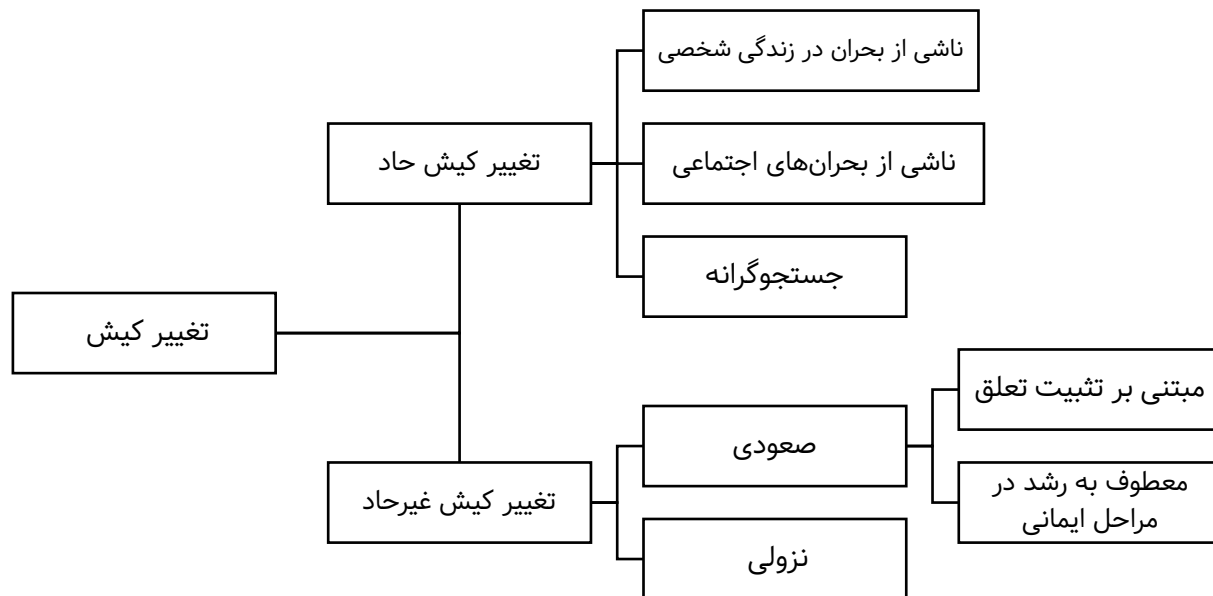 ناشی از بحران در زندگی شخصی
تغییر کیش حاد
ناشی از بحران‌های اجتماعی
جستجوگرانه
تغییر کیش
مبتنی بر تثبیت تعلق
صعودی
معطوف به رشد در
مراحل ایمانی
تغییر کیش غیرحاد
نزولی